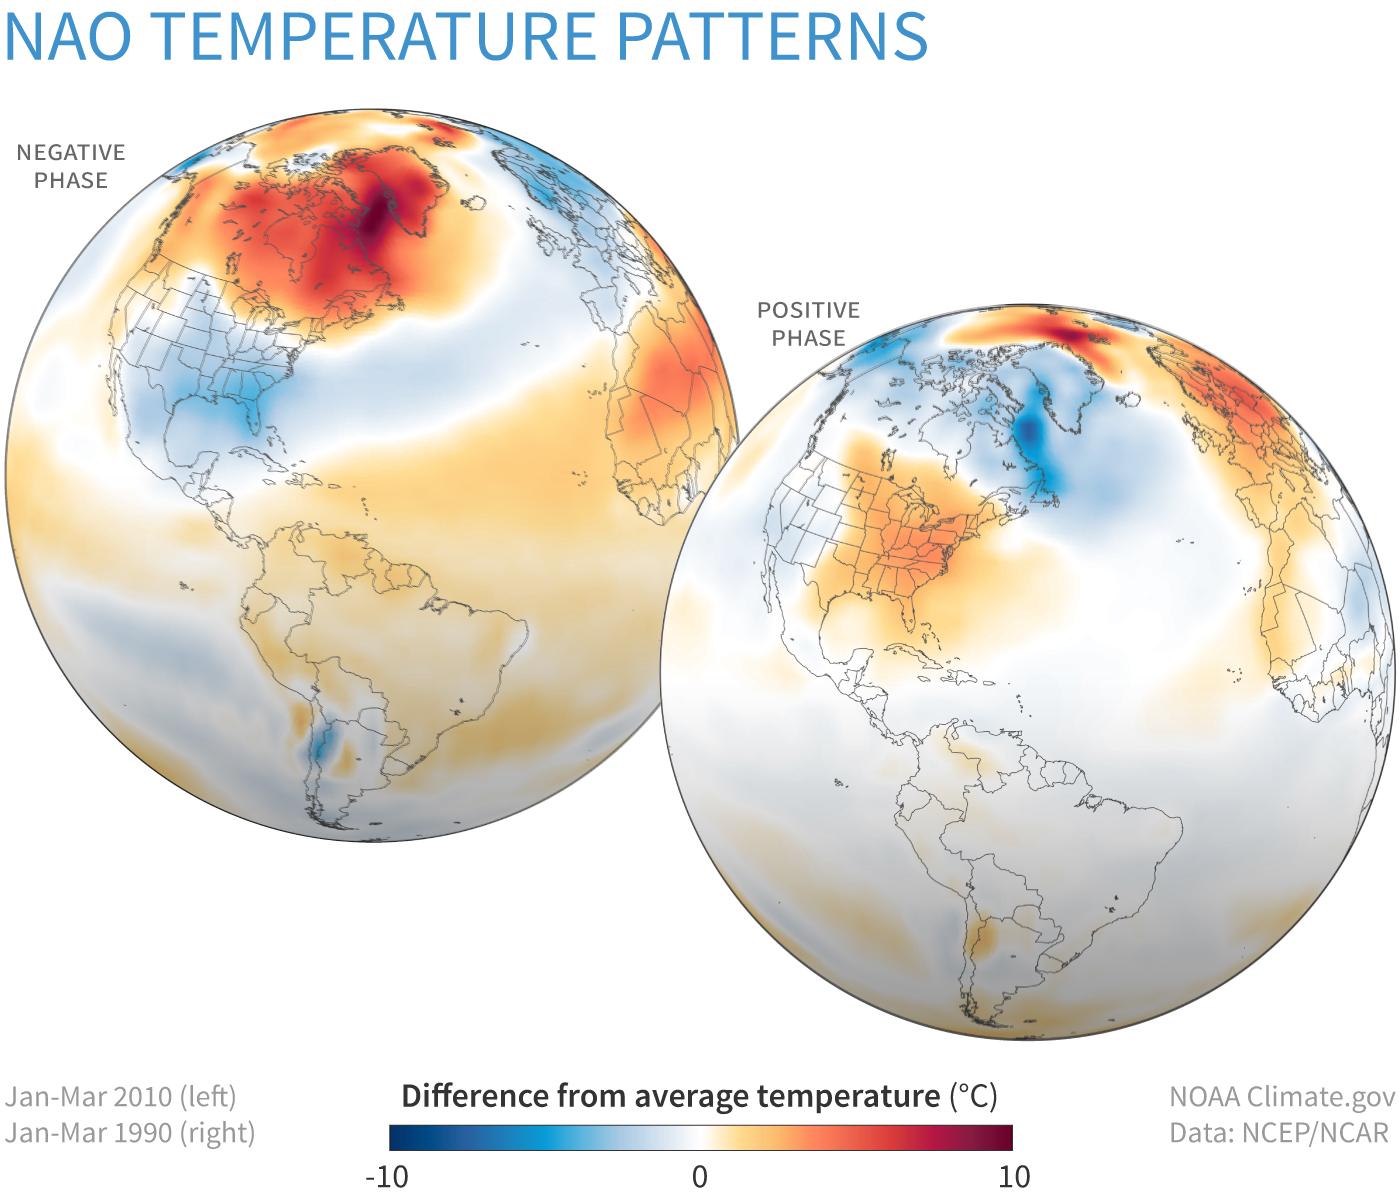 NAO TEMPERATURE PATTERNS
NEGATIVE
PHASE
POSITIVE
PHASE
Jan-Mar 2010 (left)
Jan-Mar 1990 (right)
Difference from average temperature (°C)
-10 0 10
NOAA Climate.gov
Data: NCEP/NCAR